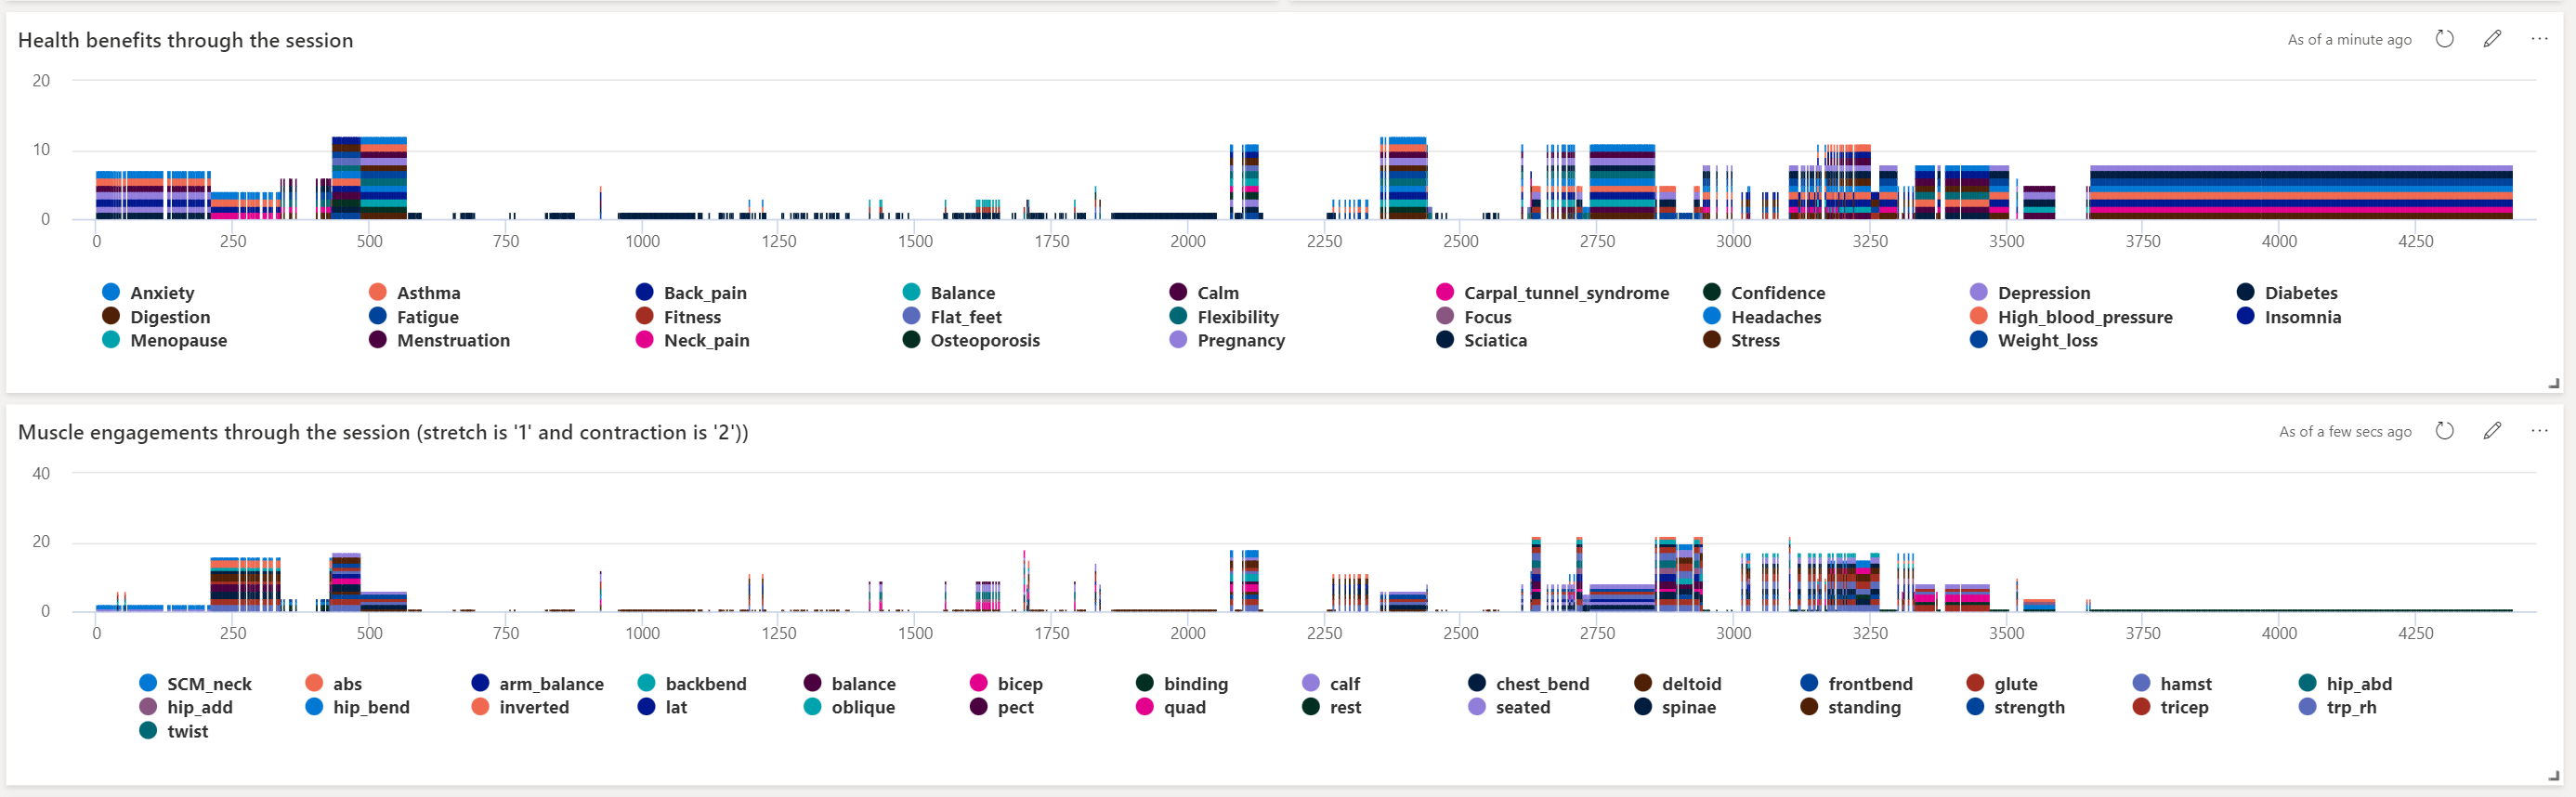 Health benefits through the session
As of a minute ago
20
10
0
0 250 500 750 1000 1250 1500 1750 2000 2250 2500 2750 3000 3250 3500 3750 4000 4250
Anxiety Asthma Back_pain Balance Calm Carpal_tunnel_syndrome Confidence Depression Diabetes
Digestion Fatigue Fitness Flat_feet Flexibility Focus Headaches High_blood_pressure Insomnia
Menopause Menstruation Neck_pain Osteoporosis Pregnancy Sciatica Stress Weight_loss
Muscle engagements through the session (stretch is '1' and contraction is '2'))
As of a few secs ago
40
20
0
0 250 500 750 1000 1250 1500 1750 2000 2250 2500 2750 3000 3250 3500 3750 4000 4250
SCM_neck abs arm_balance backbend balance bicep binding calf chest_bend deltoid frontbend glute hamst hip_abd
hip_add hip_bend inverted lat oblique pect quad rest seated spinae standing strength tricep trp_rh
twist